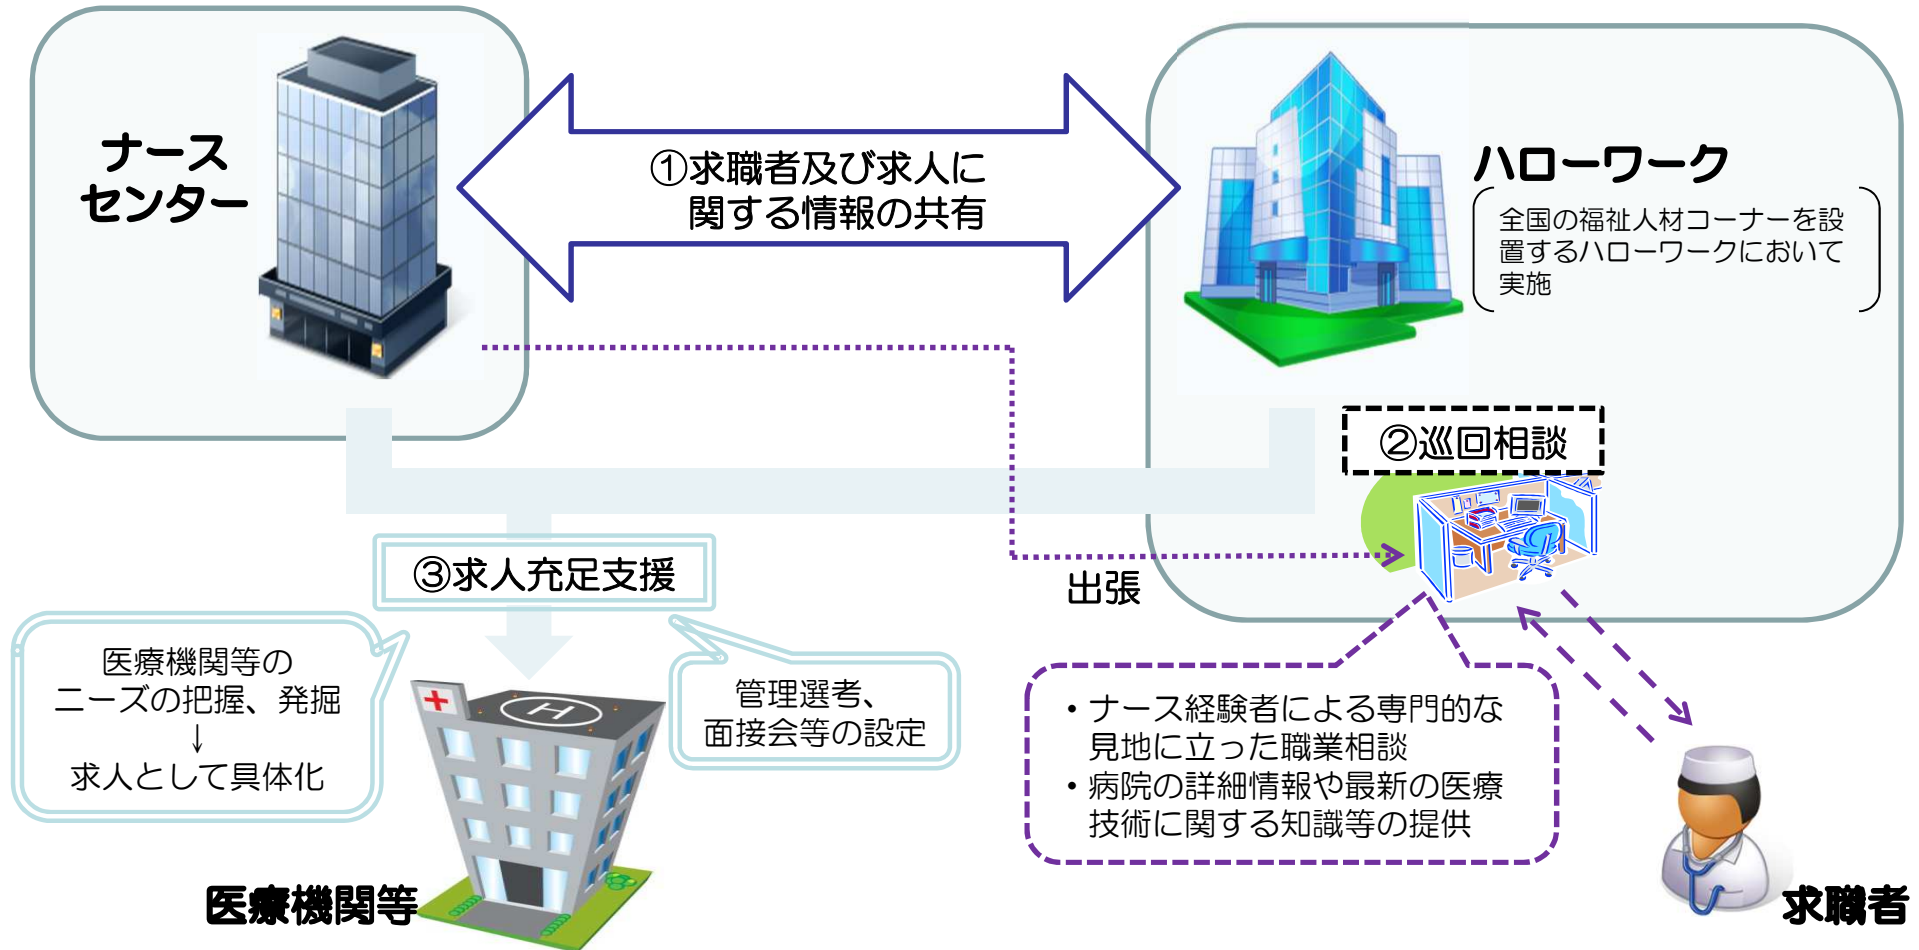 ナース
センター
①求職者及び求人に
関する情報の共有
ハローワーク
全国の福祉人材コーナーを設
置するハローワークにおいて
実施
②巡回相談
出張
③求人充足支援
医療機関等の
ニーズの把握、発掘
↓
求人として具体化
管理選考、
面接会等の設定
・ナース経験者による専門的な
見地に立った職業相談
・病院の詳細情報や最新の医療
技術に関する知識等の提供
H
医療機関等
求職者